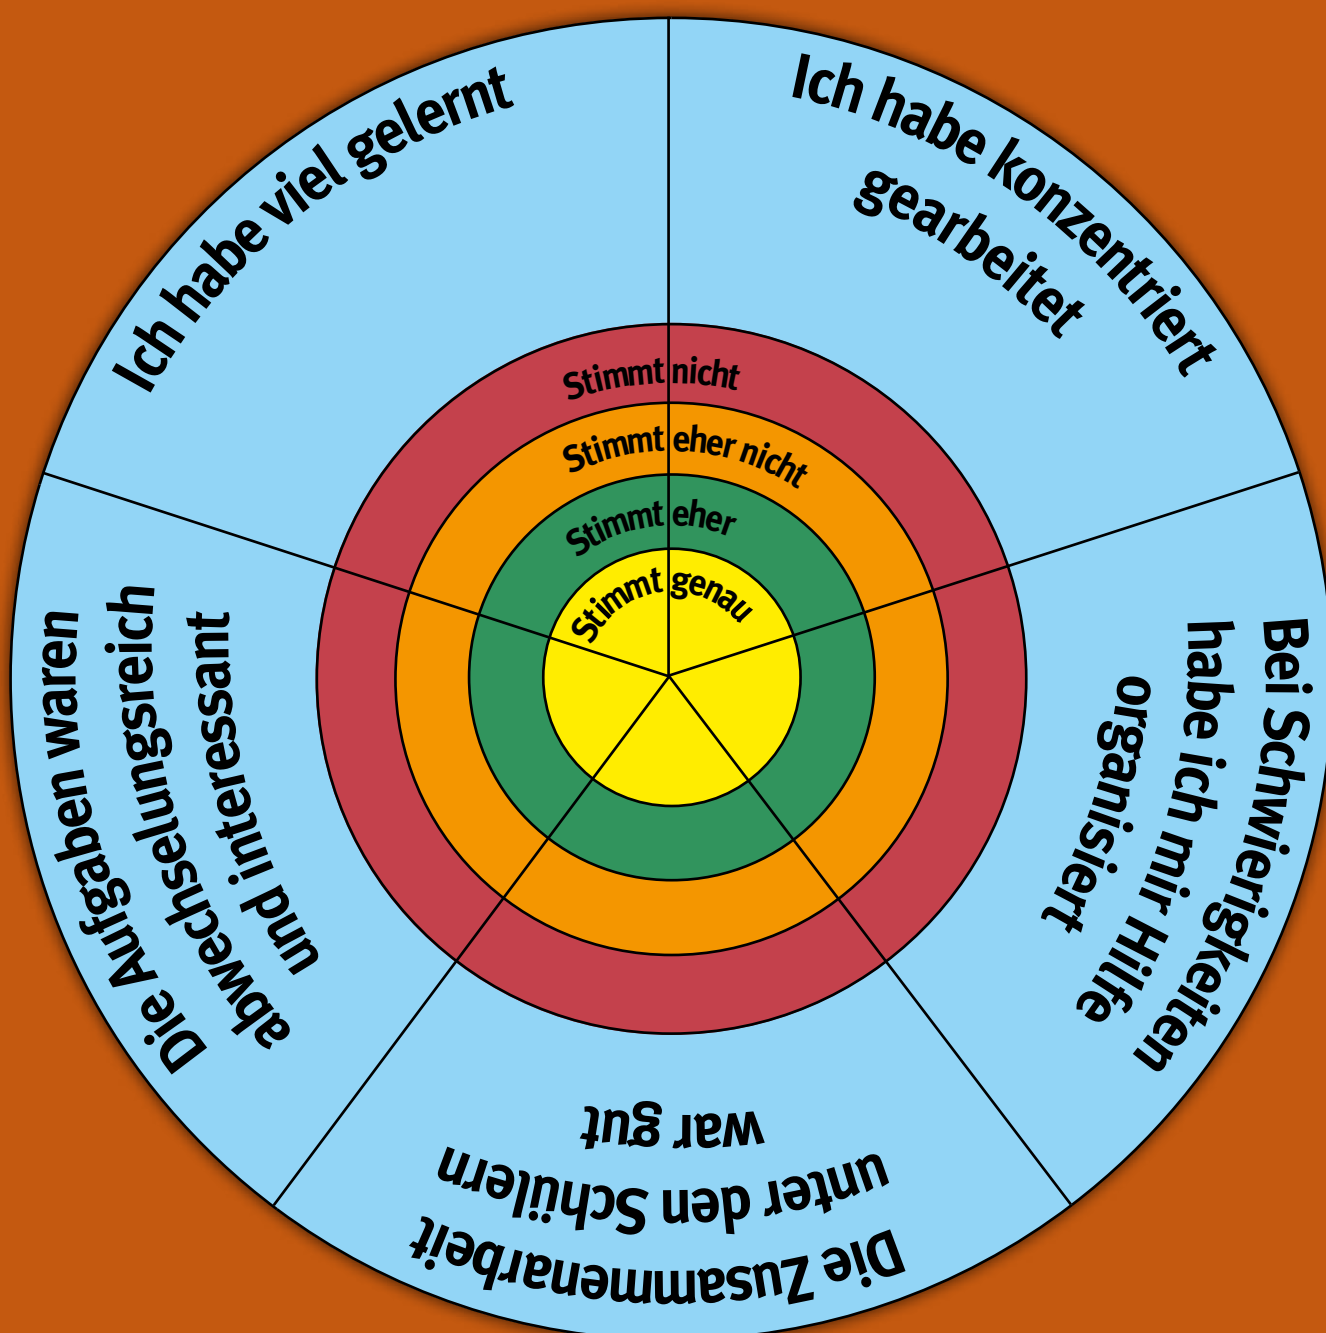 Ich habe viel gelernt
Ich habe konzentriert
gearbeitet
Bei Schwierigkeiten
habe ich mir Hilfe
organisiert
Die Zusammenarbeit
unter den Schülern
war gut
Die Aufgaben waren
abwechselungsreich
und interessant
Stimmt nicht
Stimmt eher nicht
Stimmt eher
Stimmt genau